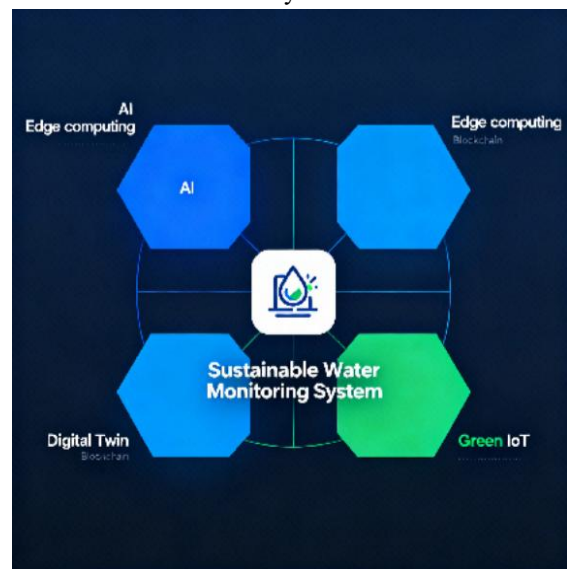 AI
Edge computing
AI
Edge computing
Blockchain
Sustainable Water
Monitoring System
Digital Twin
Blockchain
Green IoT